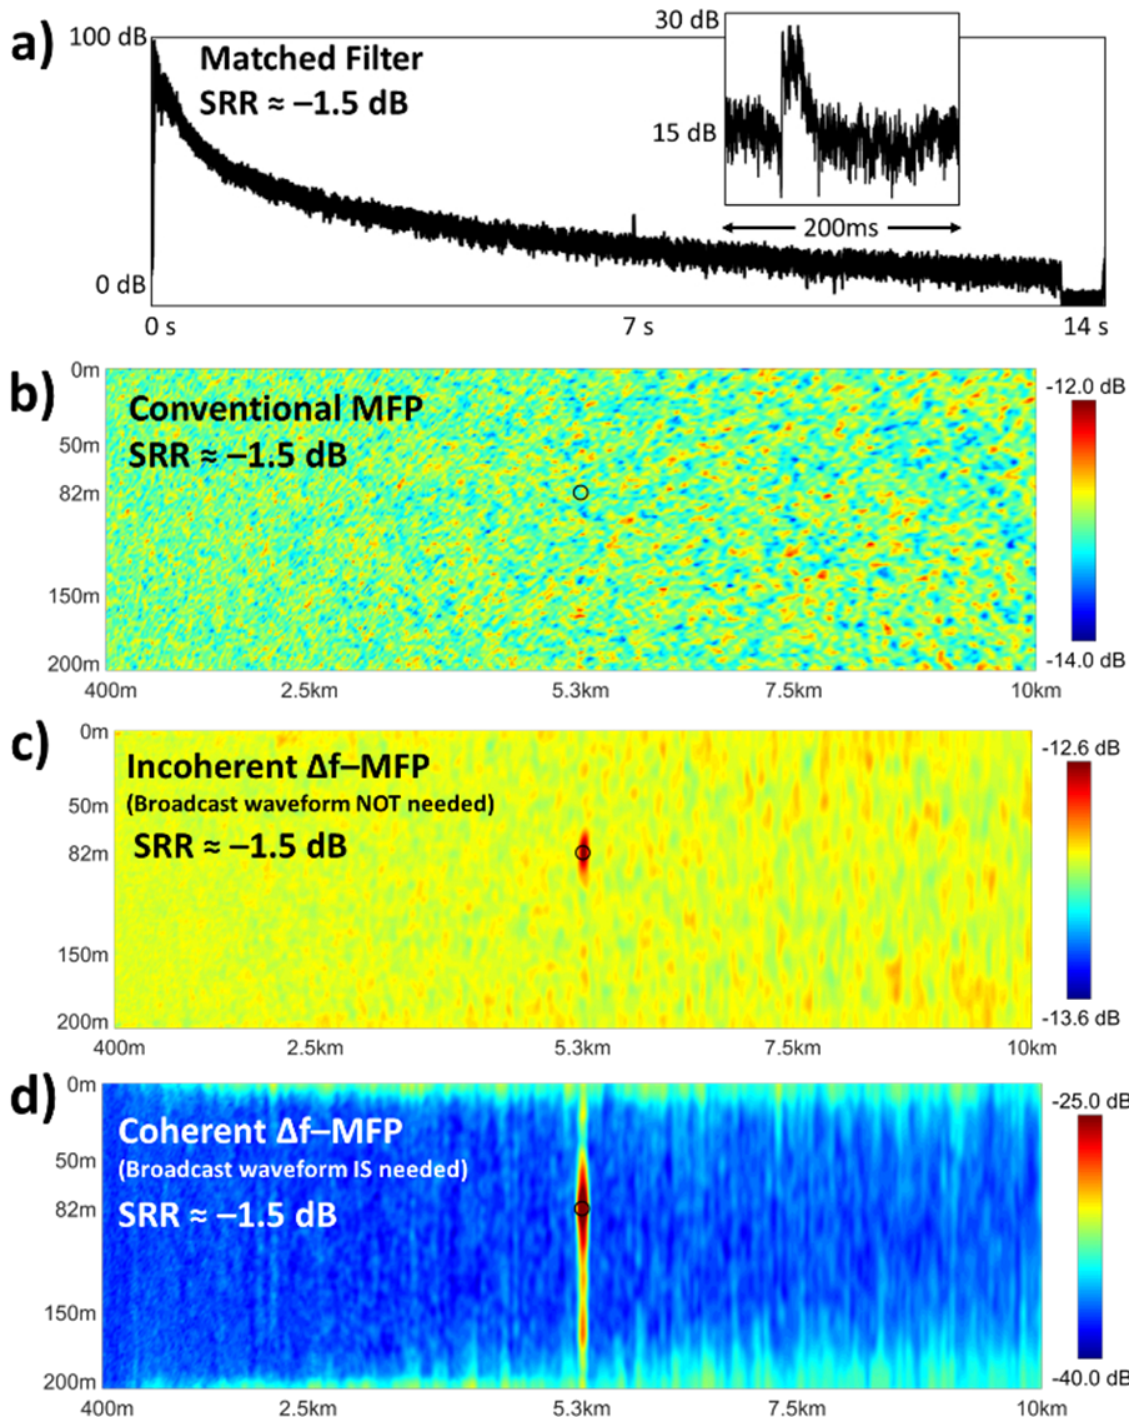 a)
100 dB
Matched Filter
SRR ≈ –1.5 dB
30 dB
15 dB
200ms
0 dB
0 s
7 s
14 s
b)
0m
Conventional MFP
SRR ≈ –1.5 dB
50m
82m
150m
200m
400m
2.5km
5.3km
7.5km
10km
-12.0 dB
-14.0 dB
c)
0m
Incoherent Δf–MFP
(Broadcast waveform NOT needed)
SRR ≈ –1.5 dB
50m
82m
150m
200m
400m
2.5km
5.3km
7.5km
10km
-12.6 dB
-13.6 dB
d)
0m
Coherent Δf–MFP
(Broadcast waveform IS needed)
SRR ≈ –1.5 dB
50m
82m
150m
200m
400m
2.5km
5.3km
7.5km
10km
-25.0 dB
-40.0 dB